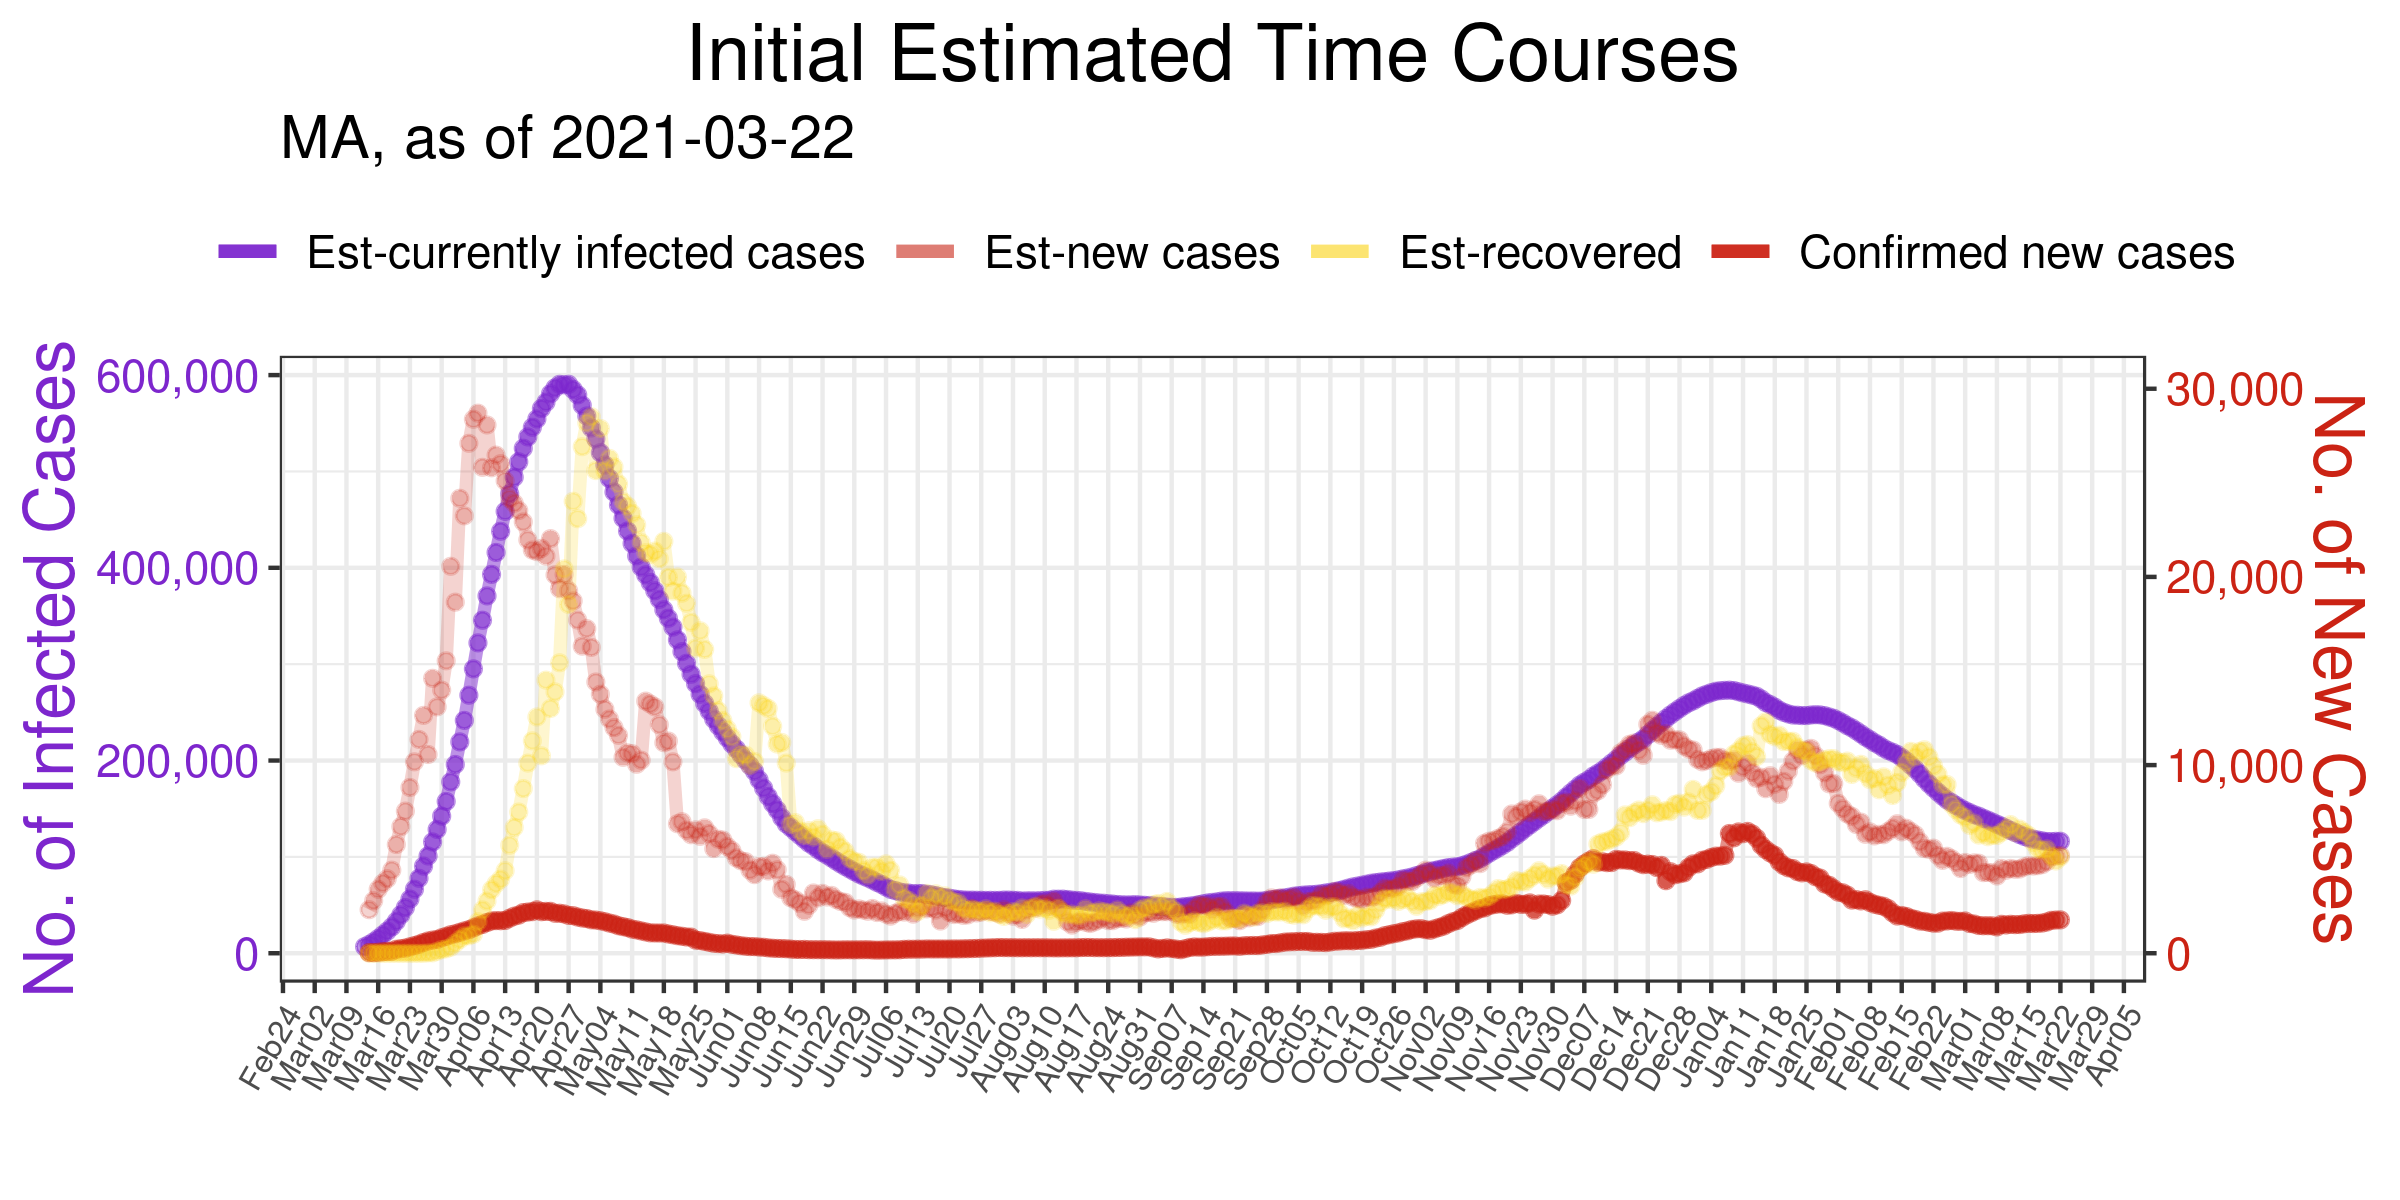 Initial Estimated Time Courses
MA, as of 2021-03-22
Est-currently infected cases Est-new cases Est-recovered Confirmed new cases
No. of Infected Cases
600,000
400,000
200,000
0
30,000
20,000
10,000
0
No. of New Cases
Feb24 Mar02 Mar09 Mar16 Mar23 Mar30 Apr06 Apr13 Apr20 Apr27 May04 May11 May18 May25 Jun01 Jun08 Jun15 Jun22 Jun29 Jul06 Jul13 Jul20 Jul27 Aug03 Aug10 Aug17 Aug24 Aug31 Sep07 Sep14 Sep21 Sep28 Oct05 Oct12 Oct19 Oct26 Nov02 Nov09 Nov16 Nov23 Nov30 Dec07 Dec14 Dec21 Dec28 Jan04 Jan11 Jan18 Jan25 Feb01 Feb08 Feb15 Feb22 Mar01 Mar08 Mar15 Mar22 Mar29 Apr05